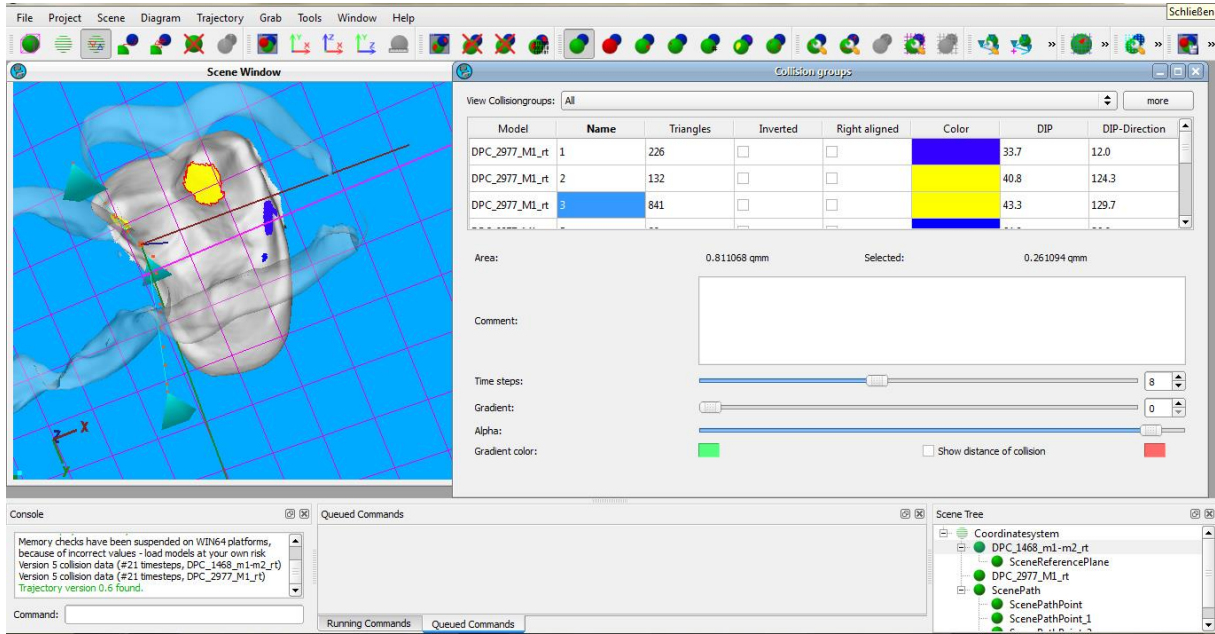 Schließen
File Project Scene Diagram Trajectory Grab Tools Window Help
Scene Window
Collision groups
View Collisiongroups: All more
Model Name Triangles Inverted Right aligned Color DIP DIP-Direction
DPC_2977_M1_rt 1 226 33.7 12.0
DPC_2977_M1_rt 2 132 40.8 124.3
DPC_2977_M1_rt 3 841 43.3 129.7
Area: 0.811068 qmm Selected: 0.261094 qmm
Comment:
Time steps: 8
Gradient: 0
Alpha:
Gradient color: Show distance of collision
Z X Y
Console
Memory checks have been suspended on WIN64 platforms,
because of incorrect values - load models at your own risk
Version 5 collision data (#21 timesteps, DPC_1468_m1-m2_rt)
Version 5 collision data (#21 timesteps, DPC_2977_M1_rt)
Trajectory version 0.6 found.
Command:
Queued Commands
Running Commands Queued Commands
Scene Tree
Coordinatesystem
DPC_1468_m1-m2_rt
SceneReferencePlane
DPC_2977_M1_rt
ScenePath
ScenePathPoint
ScenePathPoint_1